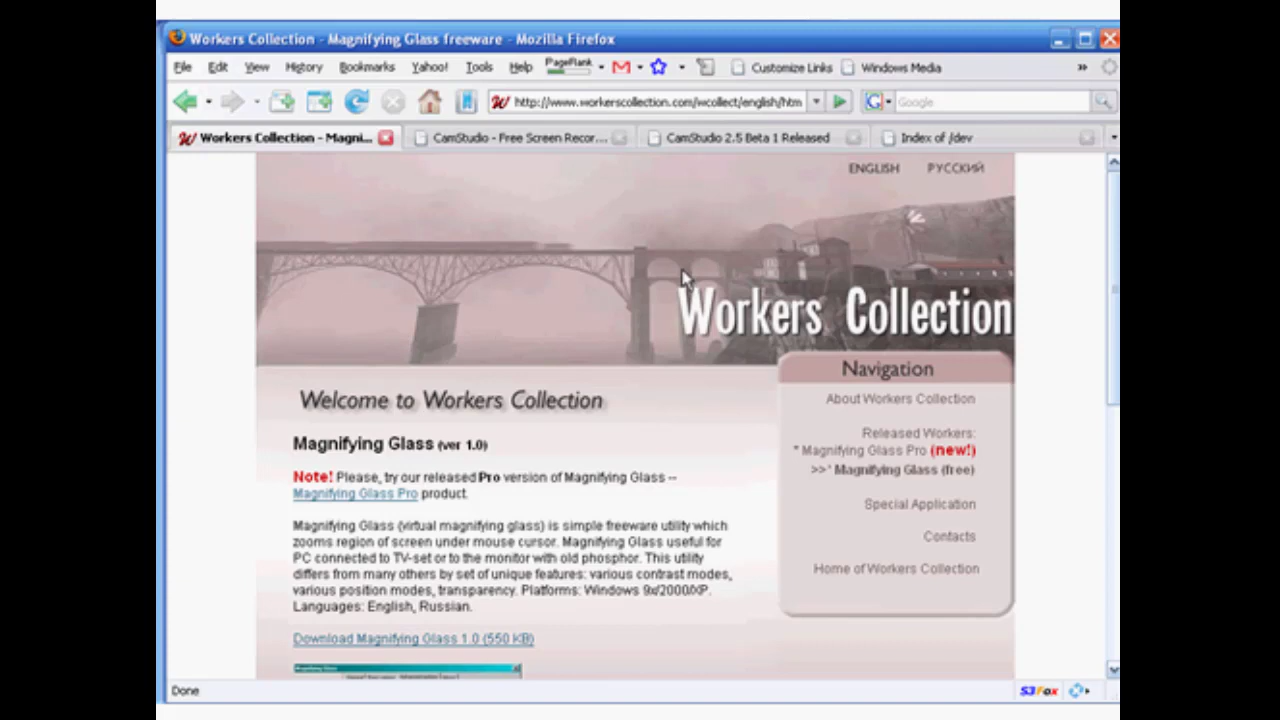 Workers Collection - Magnifying Glass freeware - Mozilla Firefox
File Edit View History Bookmarks Yahoo! Tools Help PageRank Customize Links Windows Media »
http://www.workerscollection.com/wcollect/english/htm Google
Workers Collection - Magni... CamStudio - Free Screen Recor... CamStudio 2.5 Beta 1 Released Index of /dev
ENGLISH РУССКИЙ
Workers Collection
Navigation
About Workers Collection
Released Workers:
* Magnifying Glass Pro (new!)
>>* Magnifying Glass (free)
Special Application
Contacts
Home of Workers Collection
Welcome to Workers Collection
Magnifying Glass (ver 1.0)
Note! Please, try our released Pro version of Magnifying Glass --
Magnifying Glass Pro product.
Magnifying Glass (virtual magnifying glass) is simple freeware utility which
zooms region of screen under mouse cursor. Magnifying Glass useful for
PC connected to TV-set or to the monitor with old phosphor. This utility
differs from many others by set of unique features: various contrast modes,
various position modes, transparency. Platforms: Windows 9x/2000/XP.
Languages: English, Russian.
Download Magnifying Glass 1.0 (550 KB)
Magnifying Glass
Done S3Fox